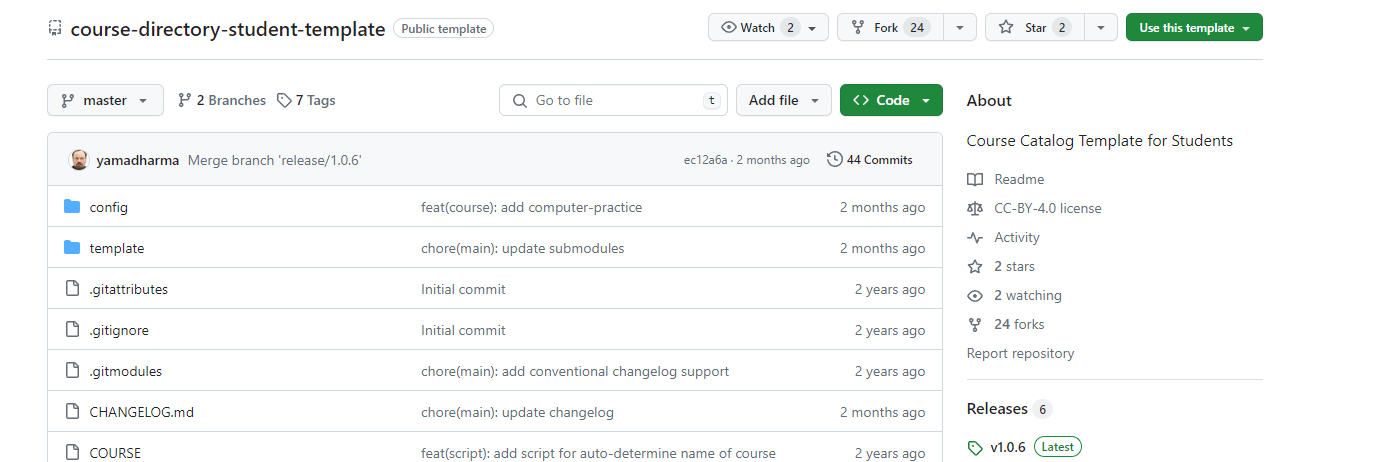 course-directory-student-template Public template Watch 2 Fork 24 Star 2 Use this template
master 2 Branches 7 Tags Go to file t Add file Code
yamadharma Merge branch 'release/1.0.6' ec12a6a · 2 months ago 44 Commits
config feat(course): add computer-practice 2 months ago
template chore(main): update submodules 2 months ago
.gitattributes Initial commit 2 years ago
.gitignore Initial commit 2 years ago
.gitmodules chore(main): add conventional changelog support 2 years ago
CHANGELOG.md chore(main): update changelog 2 months ago
COURSE feat(script): add script for auto-determine name of course 2 years ago
About
Course Catalog Template for Students
Readme
CC-BY-4.0 license
Activity
2 stars
2 watching
24 forks
Report repository
Releases 6
v1.0.6 Latest